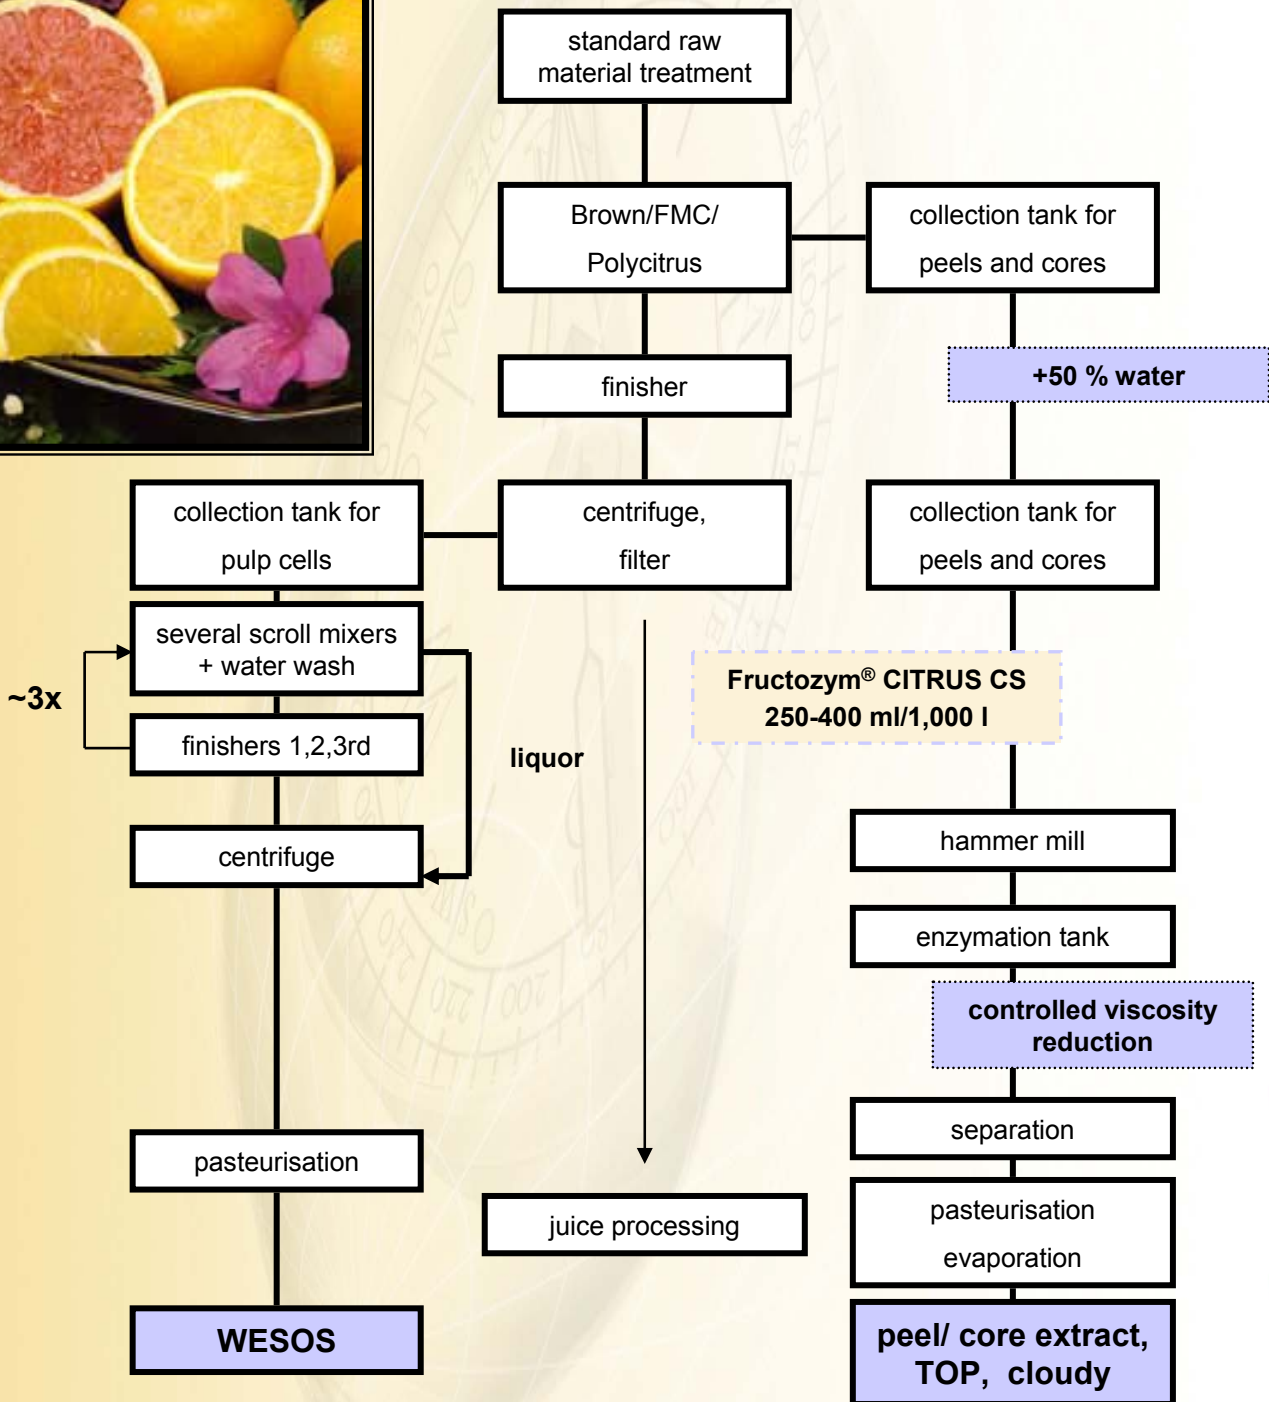 standard raw
material treatment
Brown/FMC/
Polycitrus
collection tank for
peels and cores
finisher
+50 % water
collection tank for
pulp cells
centrifuge,
filter
collection tank for
peels and cores
several scroll mixers
+ water wash
~3x
finishers 1,2,3rd
liquor
Fructozym® CITRUS CS
250-400 ml/1,000 l
centrifuge
hammer mill
enzymation tank
controlled viscosity
reduction
separation
pasteurisation
juice processing
pasteurisation
evaporation
WESOS
peel/ core extract,
TOP, cloudy